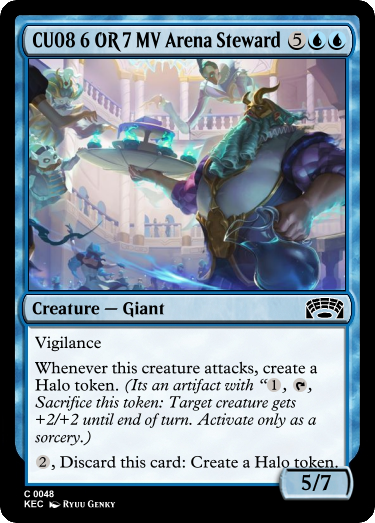 CU08 6 OR 7 MV Arena Steward 5
Creature — Giant
Vigilance
Whenever this creature attacks, create a
Halo token. (Its an artifact with “1, ,
Sacrifice this token: Target creature gets
+2/+2 until end of turn. Activate only as a
sorcery.)
2, Discard this card: Create a Halo token.
5/7
C 0048
KEC Ryuu Genky